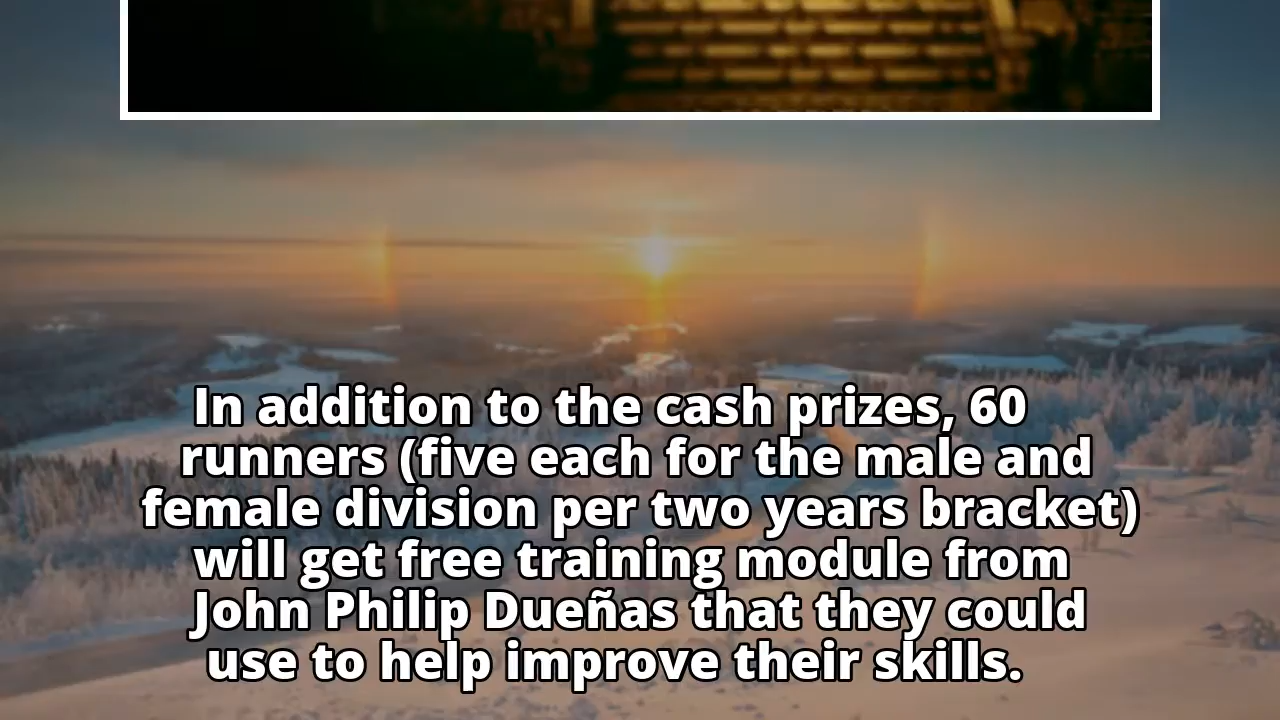 In addition to the cash prizes, 60
runners (five each for the male and
female division per two years bracket)
will get free training module from
John Philip Dueñas that they could
use to help improve their skills.